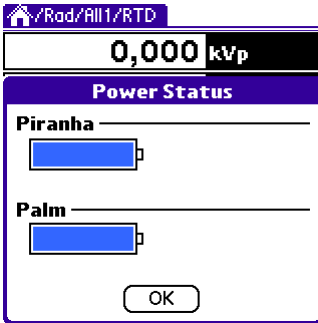 /Rad/All1/RTD
0,000 kVp
Power Status
Piranha
Palm
OK